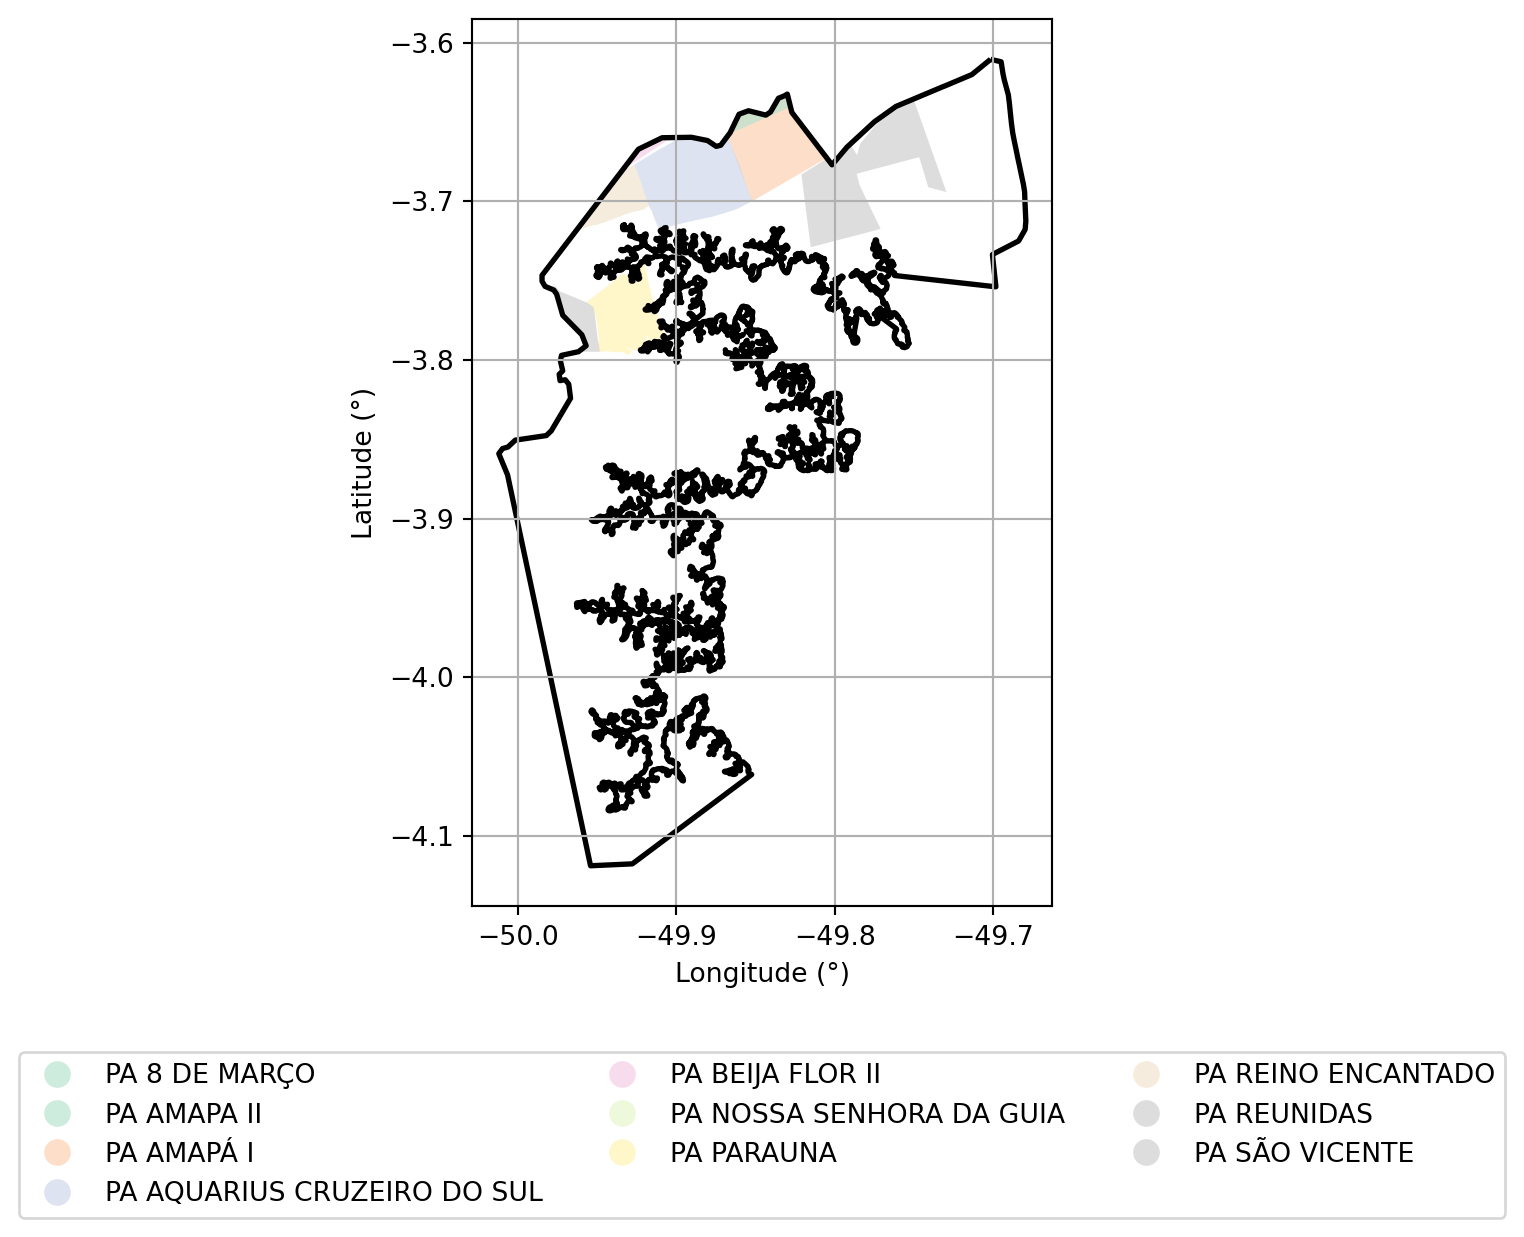 −3.6
−3.7
−3.8
−3.9
−4.0
−4.1
Latitude (°)
−50.0 −49.9 −49.8 −49.7
Longitude (°)
PA 8 DE MARÇO
PA AMAPA II
PA AMAPÁ I
PA AQUARIUS CRUZEIRO DO SUL
PA BEIJA FLOR II
PA NOSSA SENHORA DA GUIA
PA PARAUNA
PA REINO ENCANTADO
PA REUNIDAS
PA SÃO VICENTE